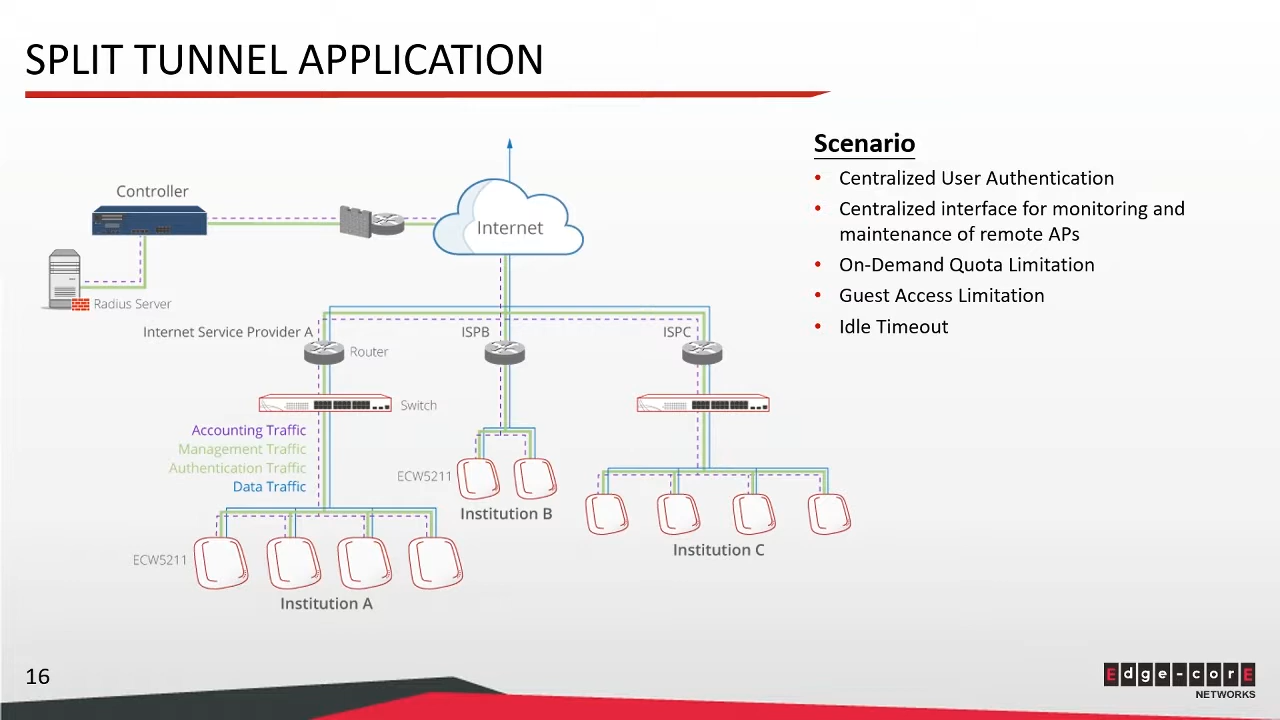 SPLIT TUNNEL APPLICATION
Scenario
• Centralized User Authentication
• Centralized interface for monitoring and
maintenance of remote APs
• On-Demand Quota Limitation
• Guest Access Limitation
• Idle Timeout
Controller
Internet
Radius Server
Internet Service Provider A
ISPB
ISPC
Router
Switch
Accounting Traffic
Management Traffic
Authentication Traffic
Data Traffic
ECW5211
Institution B
Institution C
ECW5211
Institution A
16
Edge-corE
NETWORKS